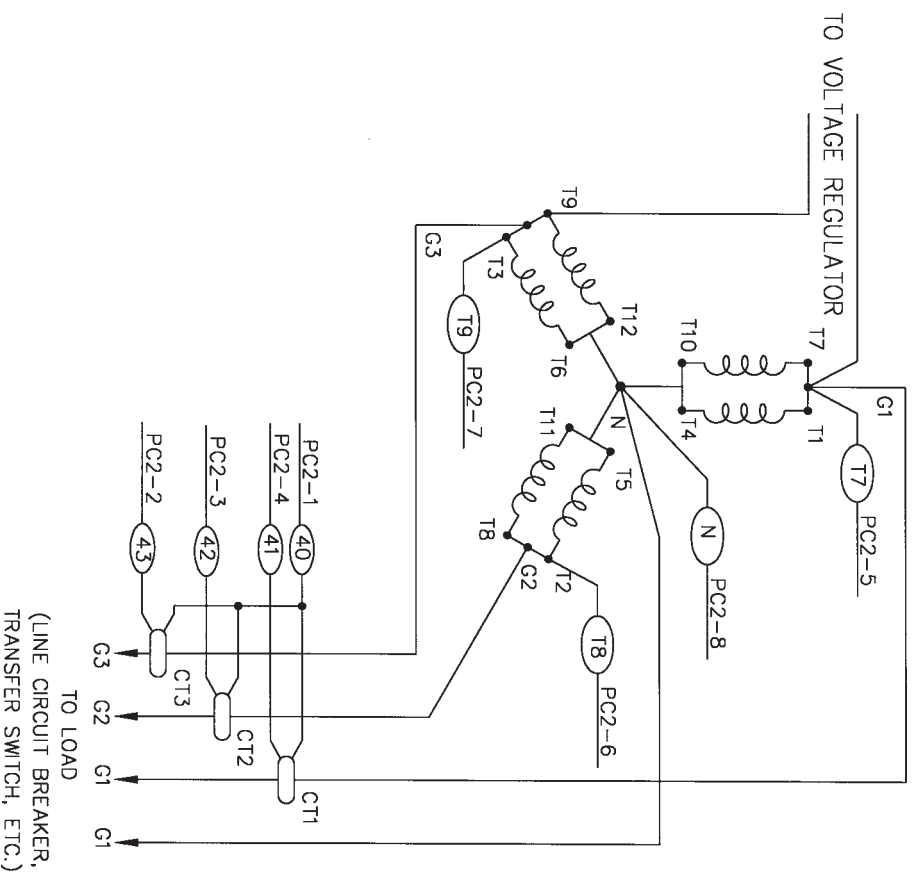 TO VOLTAGE REGULATOR
T9
T3
G3
T12
T6
T9
PC2-7
T10
T7
T4
T1
G1
T7
PC2-5
N
N
PC2-8
T11
T5
T8
T2
G2
T8
PC2-6
PC2-1
40
PC2-4
41
PC2-3
42
PC2-2
43
CT3
CT2
CT1
G3
G2
G1
G1
TO LOAD
(LINE CIRCUIT BREAKER,
TRANSFER SWITCH, ETC.)